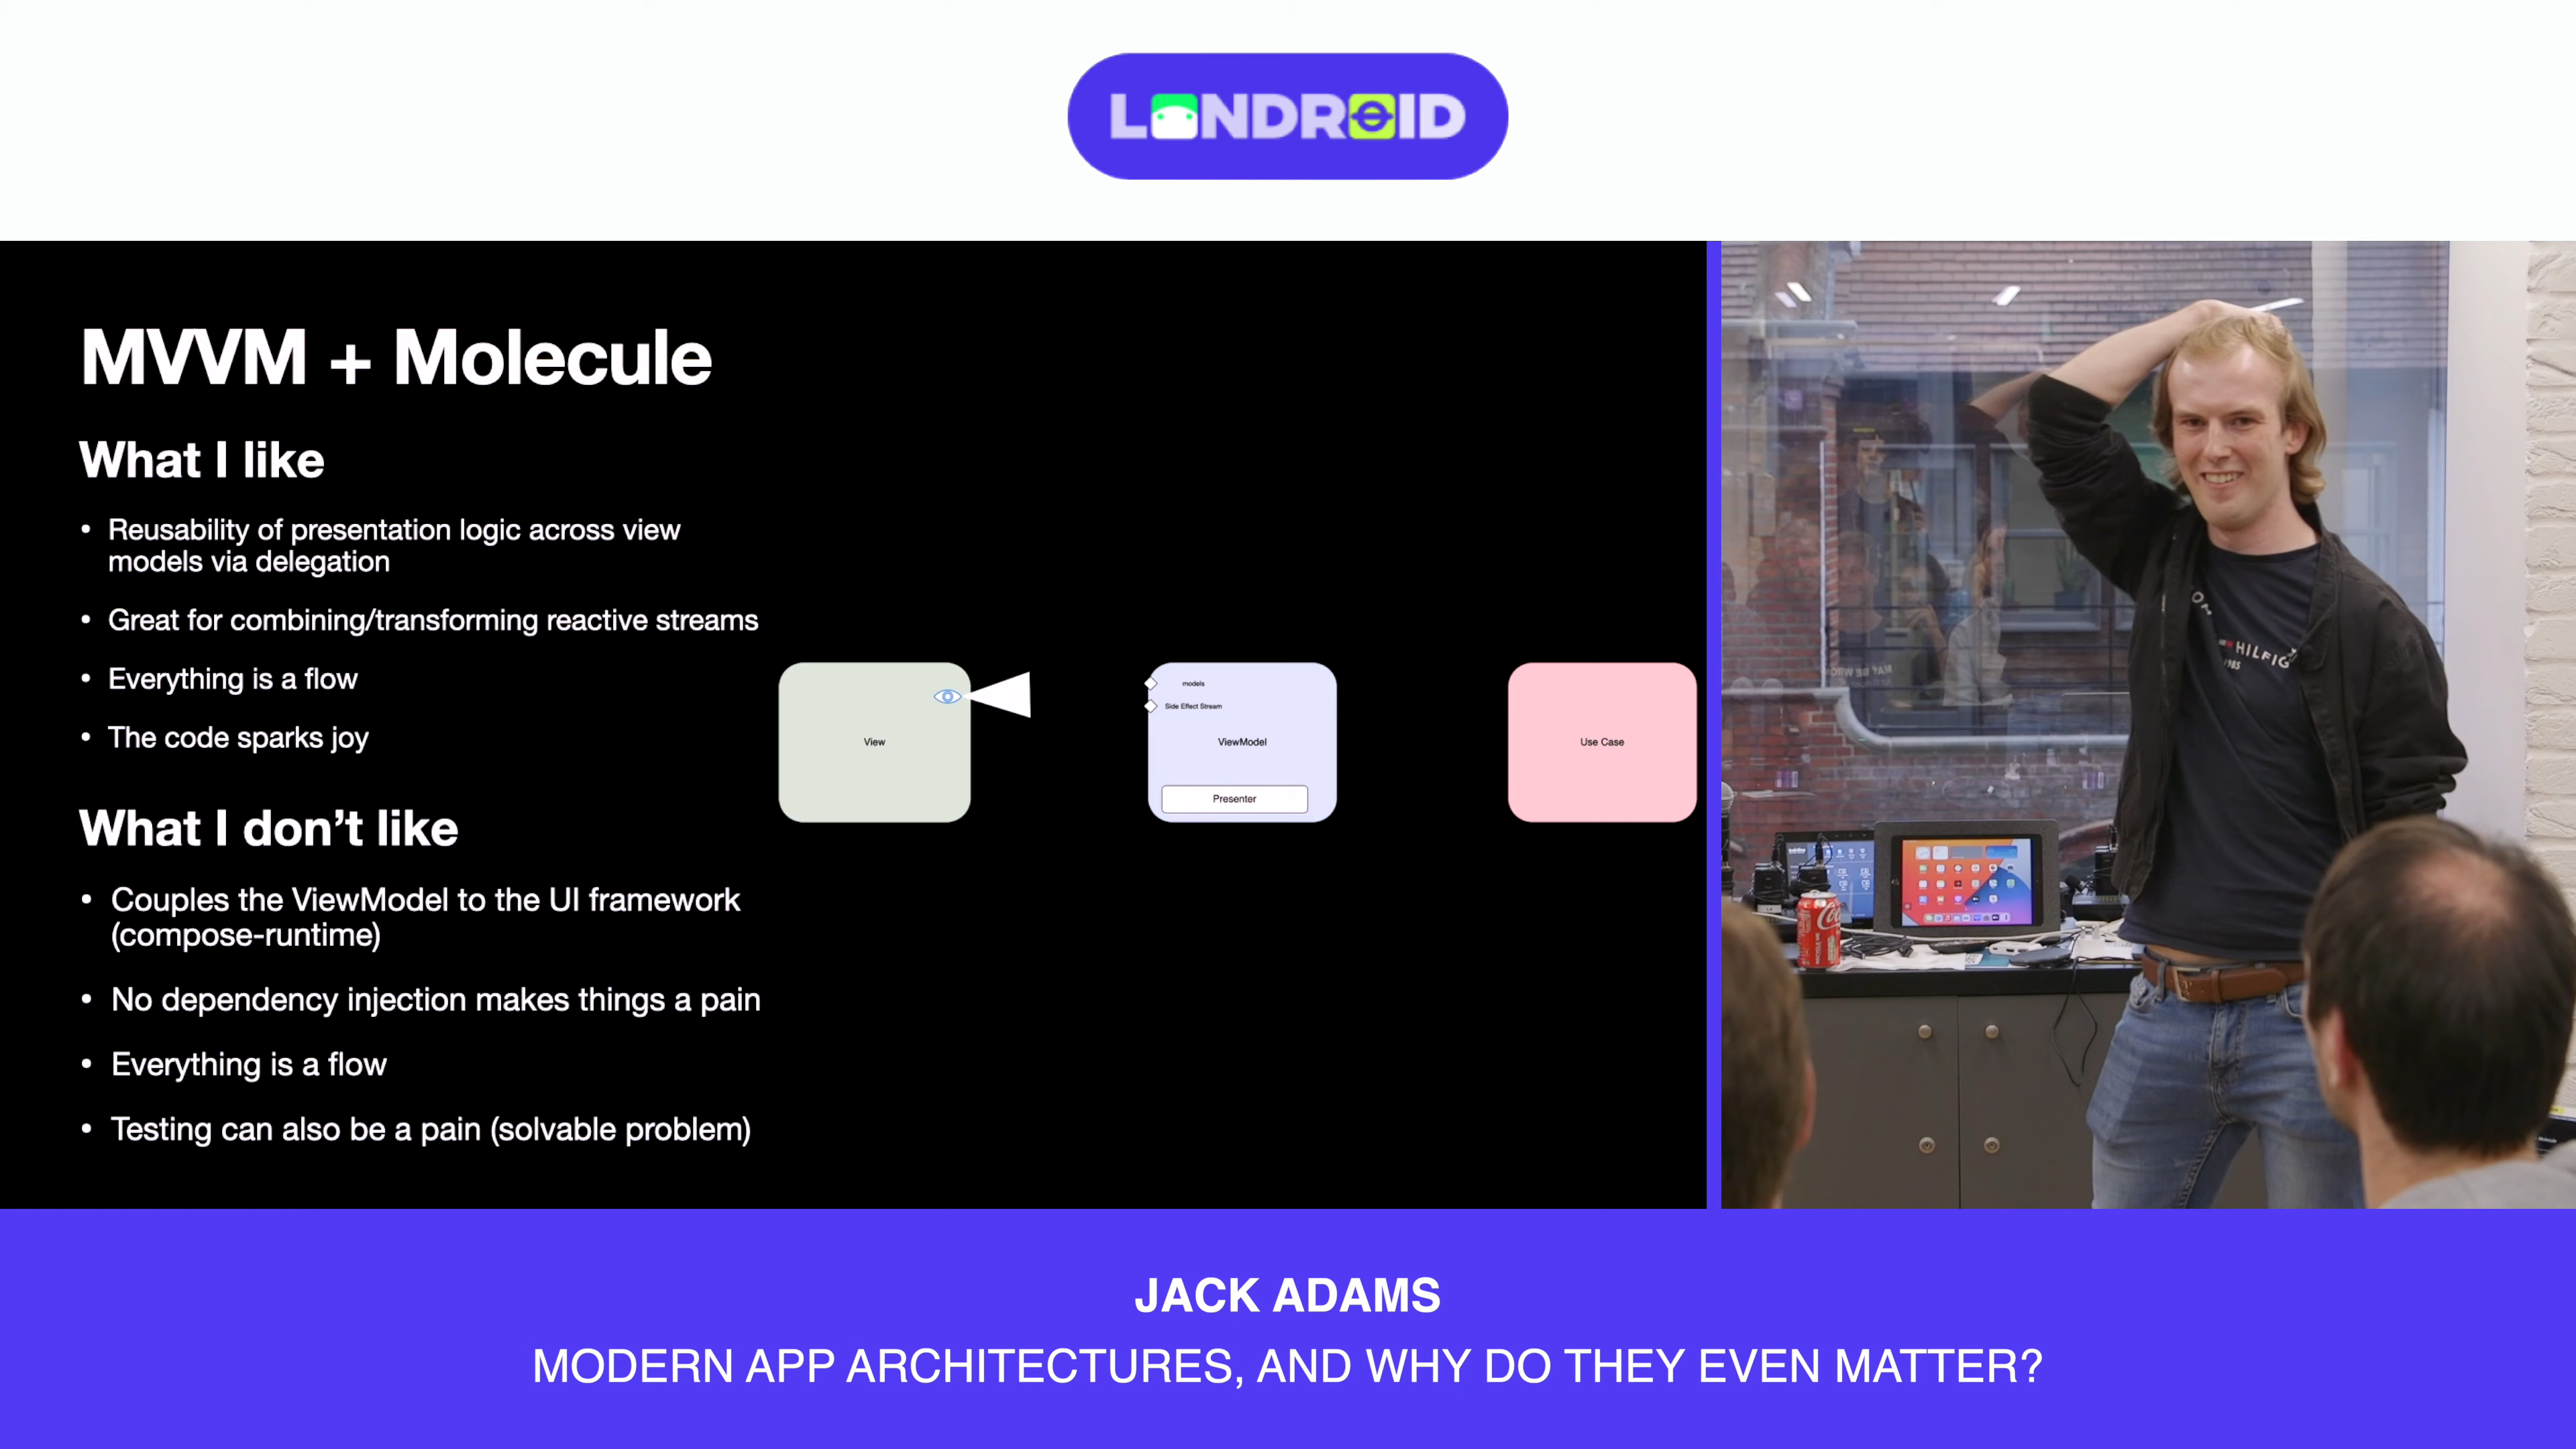 LONDROID
MVVM + Molecule
What I like
• Reusability of presentation logic across view
models via delegation
• Great for combining/transforming reactive streams
• Everything is a flow
• The code sparks joy
What I don’t like
• Couples the ViewModel to the UI framework
(compose-runtime)
• No dependency injection makes things a pain
• Everything is a flow
• Testing can also be a pain (solvable problem)
View
models
Side Effect Stream
ViewModel
Presenter
Use Case
HILFIG
1985
JACK ADAMS
MODERN APP ARCHITECTURES, AND WHY DO THEY EVEN MATTER?